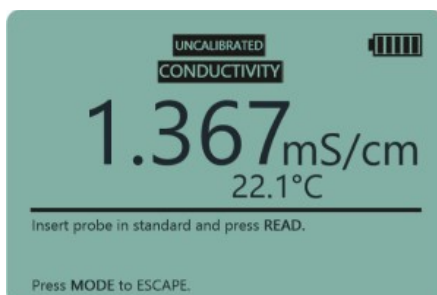 UNCALIBRATED
CONDUCTIVITY
1.367mS/cm
22.1°C
Insert probe in standard and press READ.
Press MODE to ESCAPE.